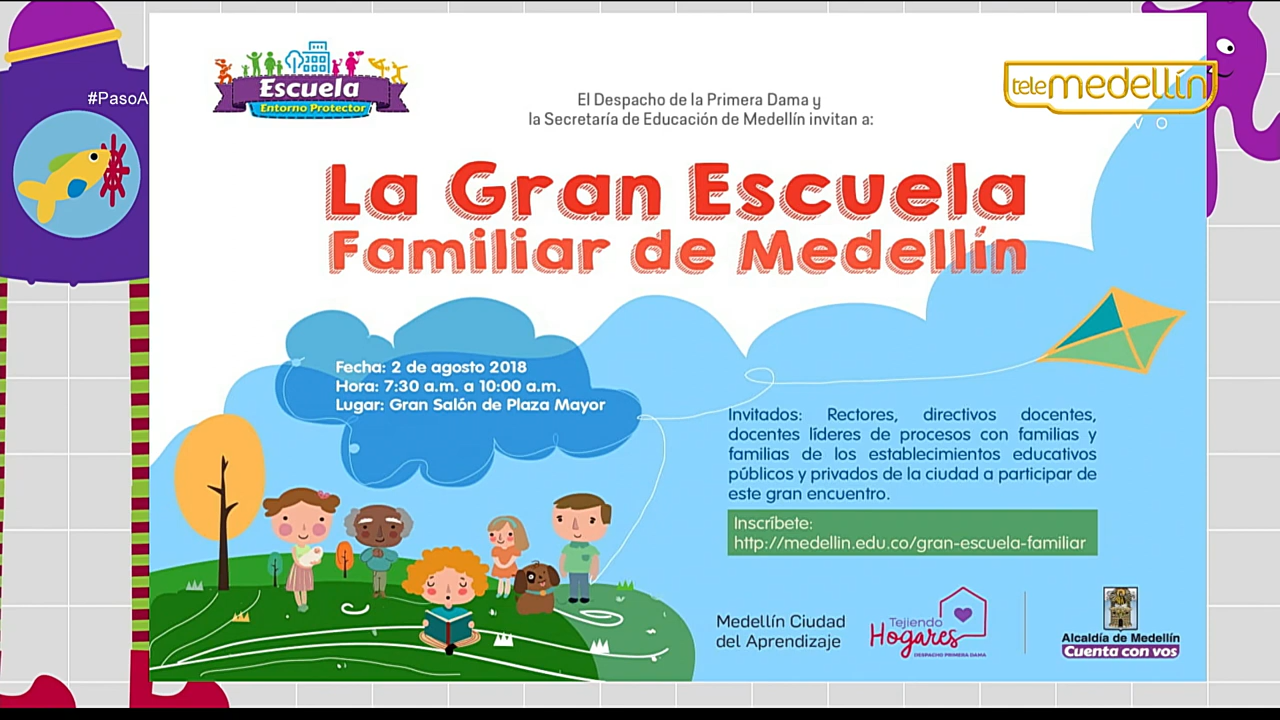 Escuela
Entorno Protector
#PasoA
El Despacho de la Primera Dama y
la Secretaría de Educación de Medellín invitan a:
telemedellín
V O
La Gran Escuela
Familiar de Medellín
Fecha: 2 de agosto 2018
Hora: 7:30 a.m. a 10:00 a.m.
Lugar: Gran Salón de Plaza Mayor
Invitados: Rectores, directivos docentes,
docentes líderes de procesos con familias y
familias de los establecimientos educativos
públicos y privados de la ciudad a participar de
este gran encuentro.
Inscríbete:
http://medellin.edu.co/gran-escuela-familiar
Medellín Ciudad
del Aprendizaje
Tejiendo
Hogares
DESPACHO PRIMERA DAMA
Alcaldía de Medellín
Cuenta con vos